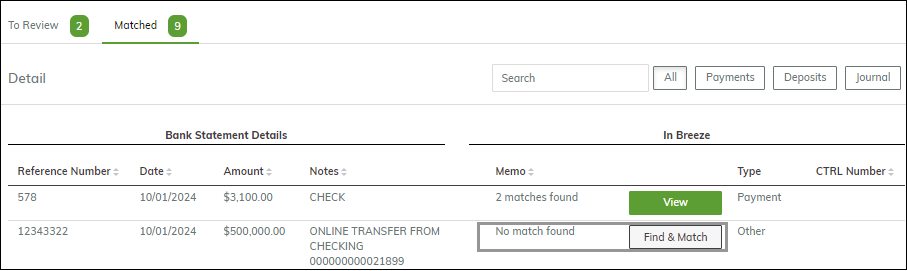 To Review 2 Matched 9
Detail Search All Payments Deposits Journal
Bank Statement Details In Breeze
Reference Number Date Amount Notes Memo Type CTRL Number
578 10/01/2024 $3,100.00 CHECK 2 matches found View Payment
12343322 10/01/2024 $500,000.00 ONLINE TRANSFER FROM No match found Find & Match Other
CHECKING
000000000021899